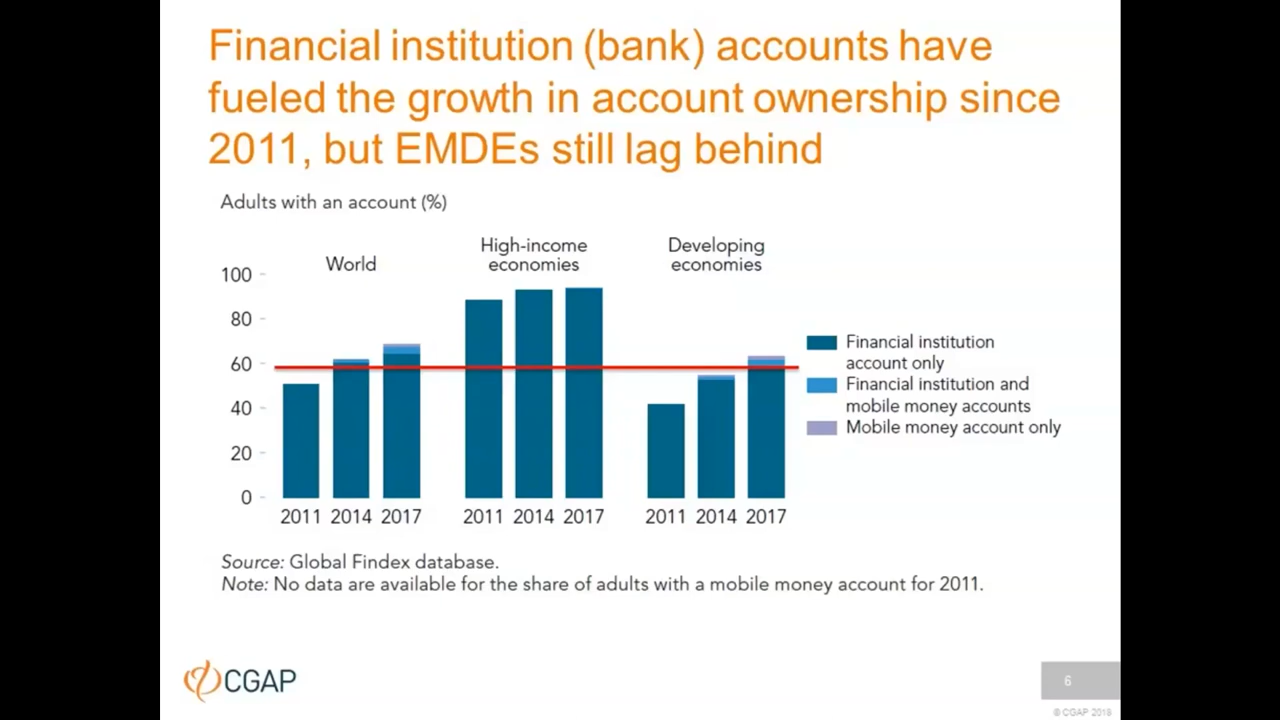 Financial institution (bank) accounts have
fueled the growth in account ownership since
2011, but EMDEs still lag behind
Adults with an account (%)
World
High-income
economies
Developing
economies
100
80
60
40
20
0
2011 2014 2017
2011 2014 2017
2011 2014 2017
Financial institution
account only
Financial institution and
mobile money accounts
Mobile money account only
Source: Global Findex database.
Note: No data are available for the share of adults with a mobile money account for 2011.
CGAP
6
© CGAP 2018